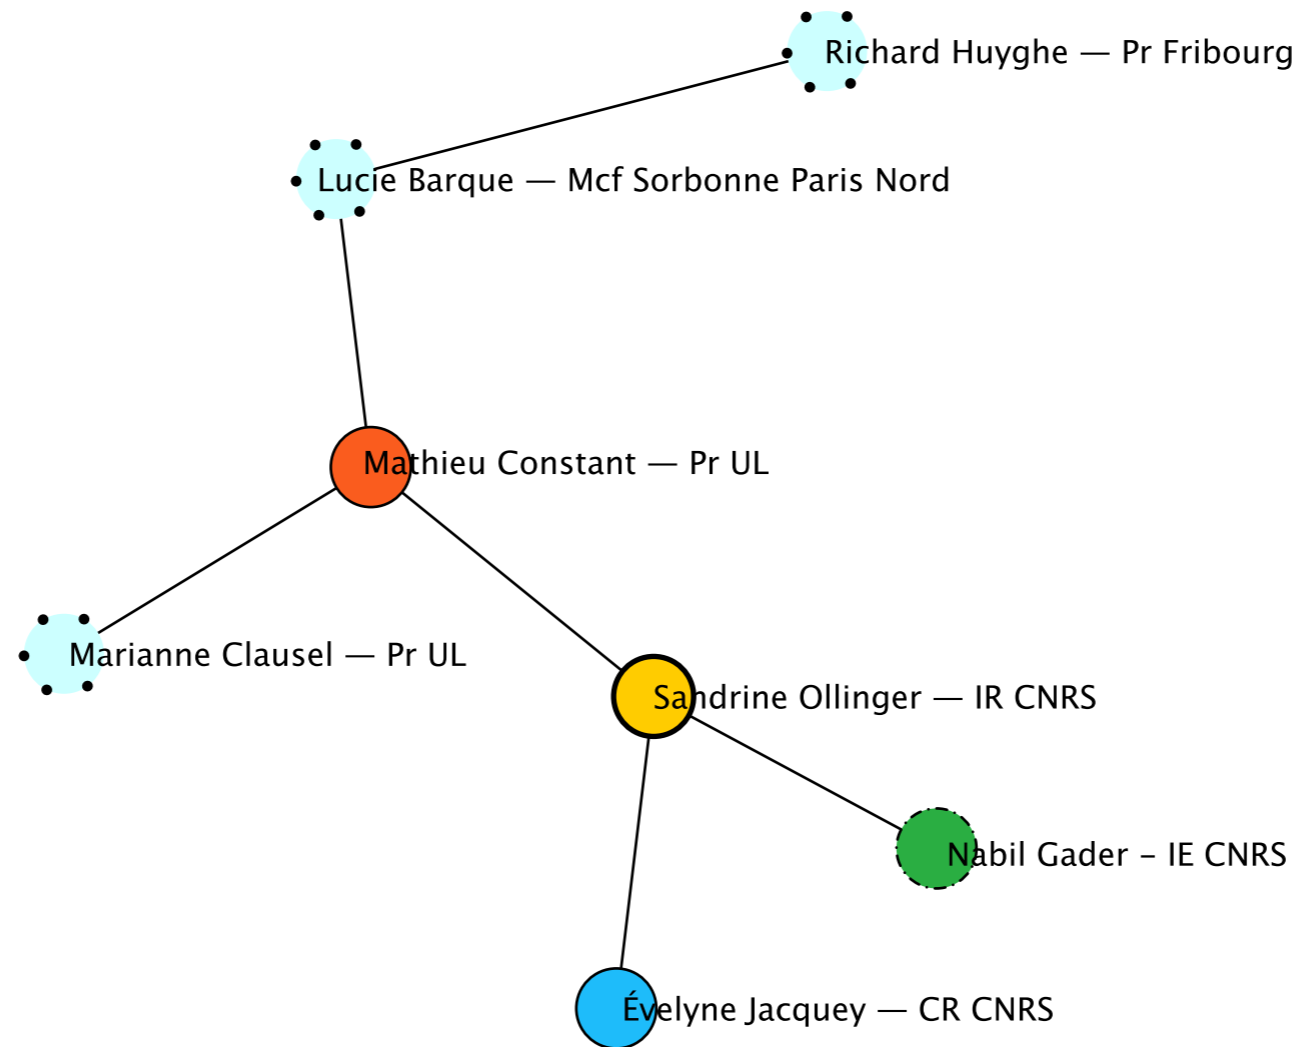 Richard Huyghe — Pr Fribourg
Lucie Barque — Mcf Sorbonne Paris Nord
Mathieu Constant — Pr UL
Marianne Clausel — Pr UL
Sandrine Ollinger — IR CNRS
Nabil Gader – IE CNRS
Évelyne Jacquey — CR CNRS